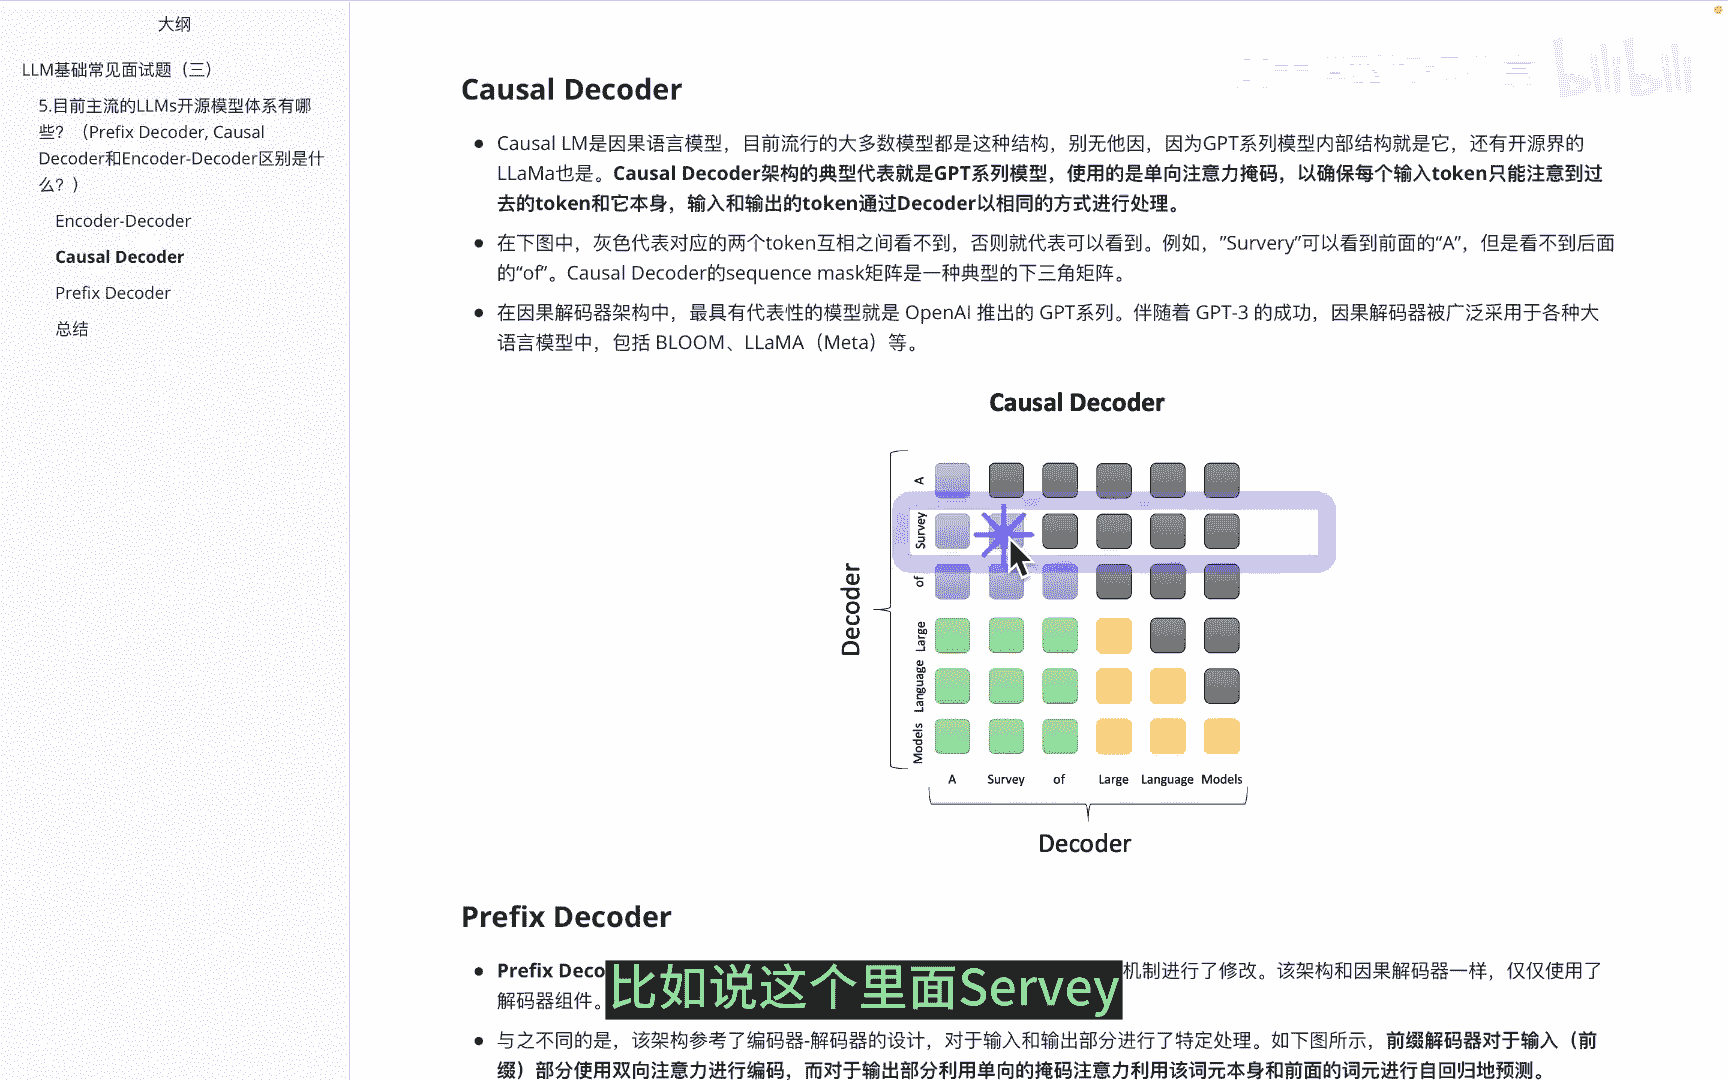 大纲
LLM基础常见面试题（三）
5.目前主流的LLMs开源模型体系有哪
些？（Prefix Decoder, Causal
Decoder和Encoder-Decoder区别是什
么？）
Encoder-Decoder
Causal Decoder
Prefix Decoder
总结
bilibili
Causal Decoder
Causal LM是因果语言模型，目前流行的大多数模型都是这种结构，别无他因，因为GPT系列模型内部结构就是它，还有开源界的
LLaMa也是。Causal Decoder架构的典型代表就是GPT系列模型，使用的是单向注意力掩码，以确保每个输入token只能注意到过
去的token和它本身，输入和输出的token通过Decoder以相同的方式进行处理。
在下图中，灰色代表对应的两个token互相之间看不到，否则就代表可以看到。例如，”Survery”可以看到前面的“A”，但是看不到后面
的“of”。Causal Decoder的sequence mask矩阵是一种典型的下三角矩阵。
在因果解码器架构中，最具有代表性的模型就是 OpenAI 推出的 GPT系列。伴随着 GPT-3 的成功，因果解码器被广泛采用于各种大
语言模型中，包括 BLOOM、LLaMA（Meta）等。
Causal Decoder
Decoder
A
Survey
of
Large
Language
Models
A Survey of Large Language Models
Decoder
Prefix Decoder
Prefix Deco
机制进行了修改。该架构和因果解码器一样，仅仅使用了
解码器组件。
比如说这个里面Servey
与之不同的是，该架构参考了编码器-解码器的设计，对于输入和输出部分进行了特定处理。如下图所示，前缀解码器对于输入（前
缀）部分使用双向注意力进行编码，而对于输出部分利用单向的掩码注意力利用该词元本身和前面的词元进行自回归地预测。